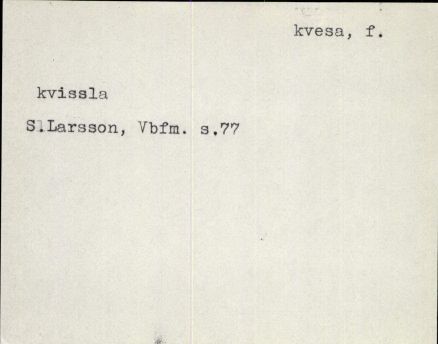 kvesa, f.
kvissla
S.Larsson, Vbfm. s.77